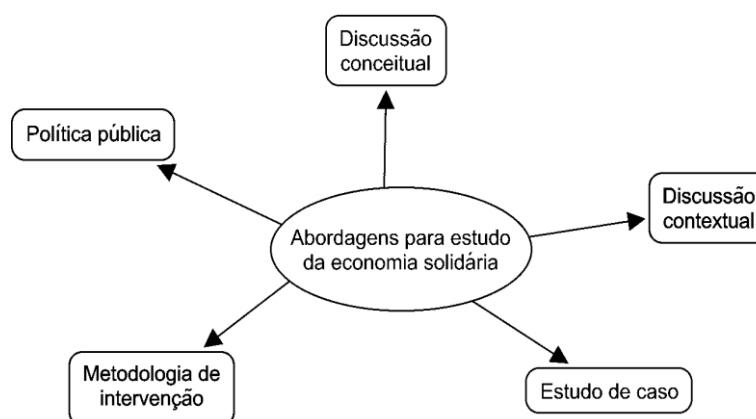 Discussão
conceitual
Política pública
Discussão
contextual
Abordagens para estudo
da economia solidária
Metodologia de
intervenção
Estudo de caso